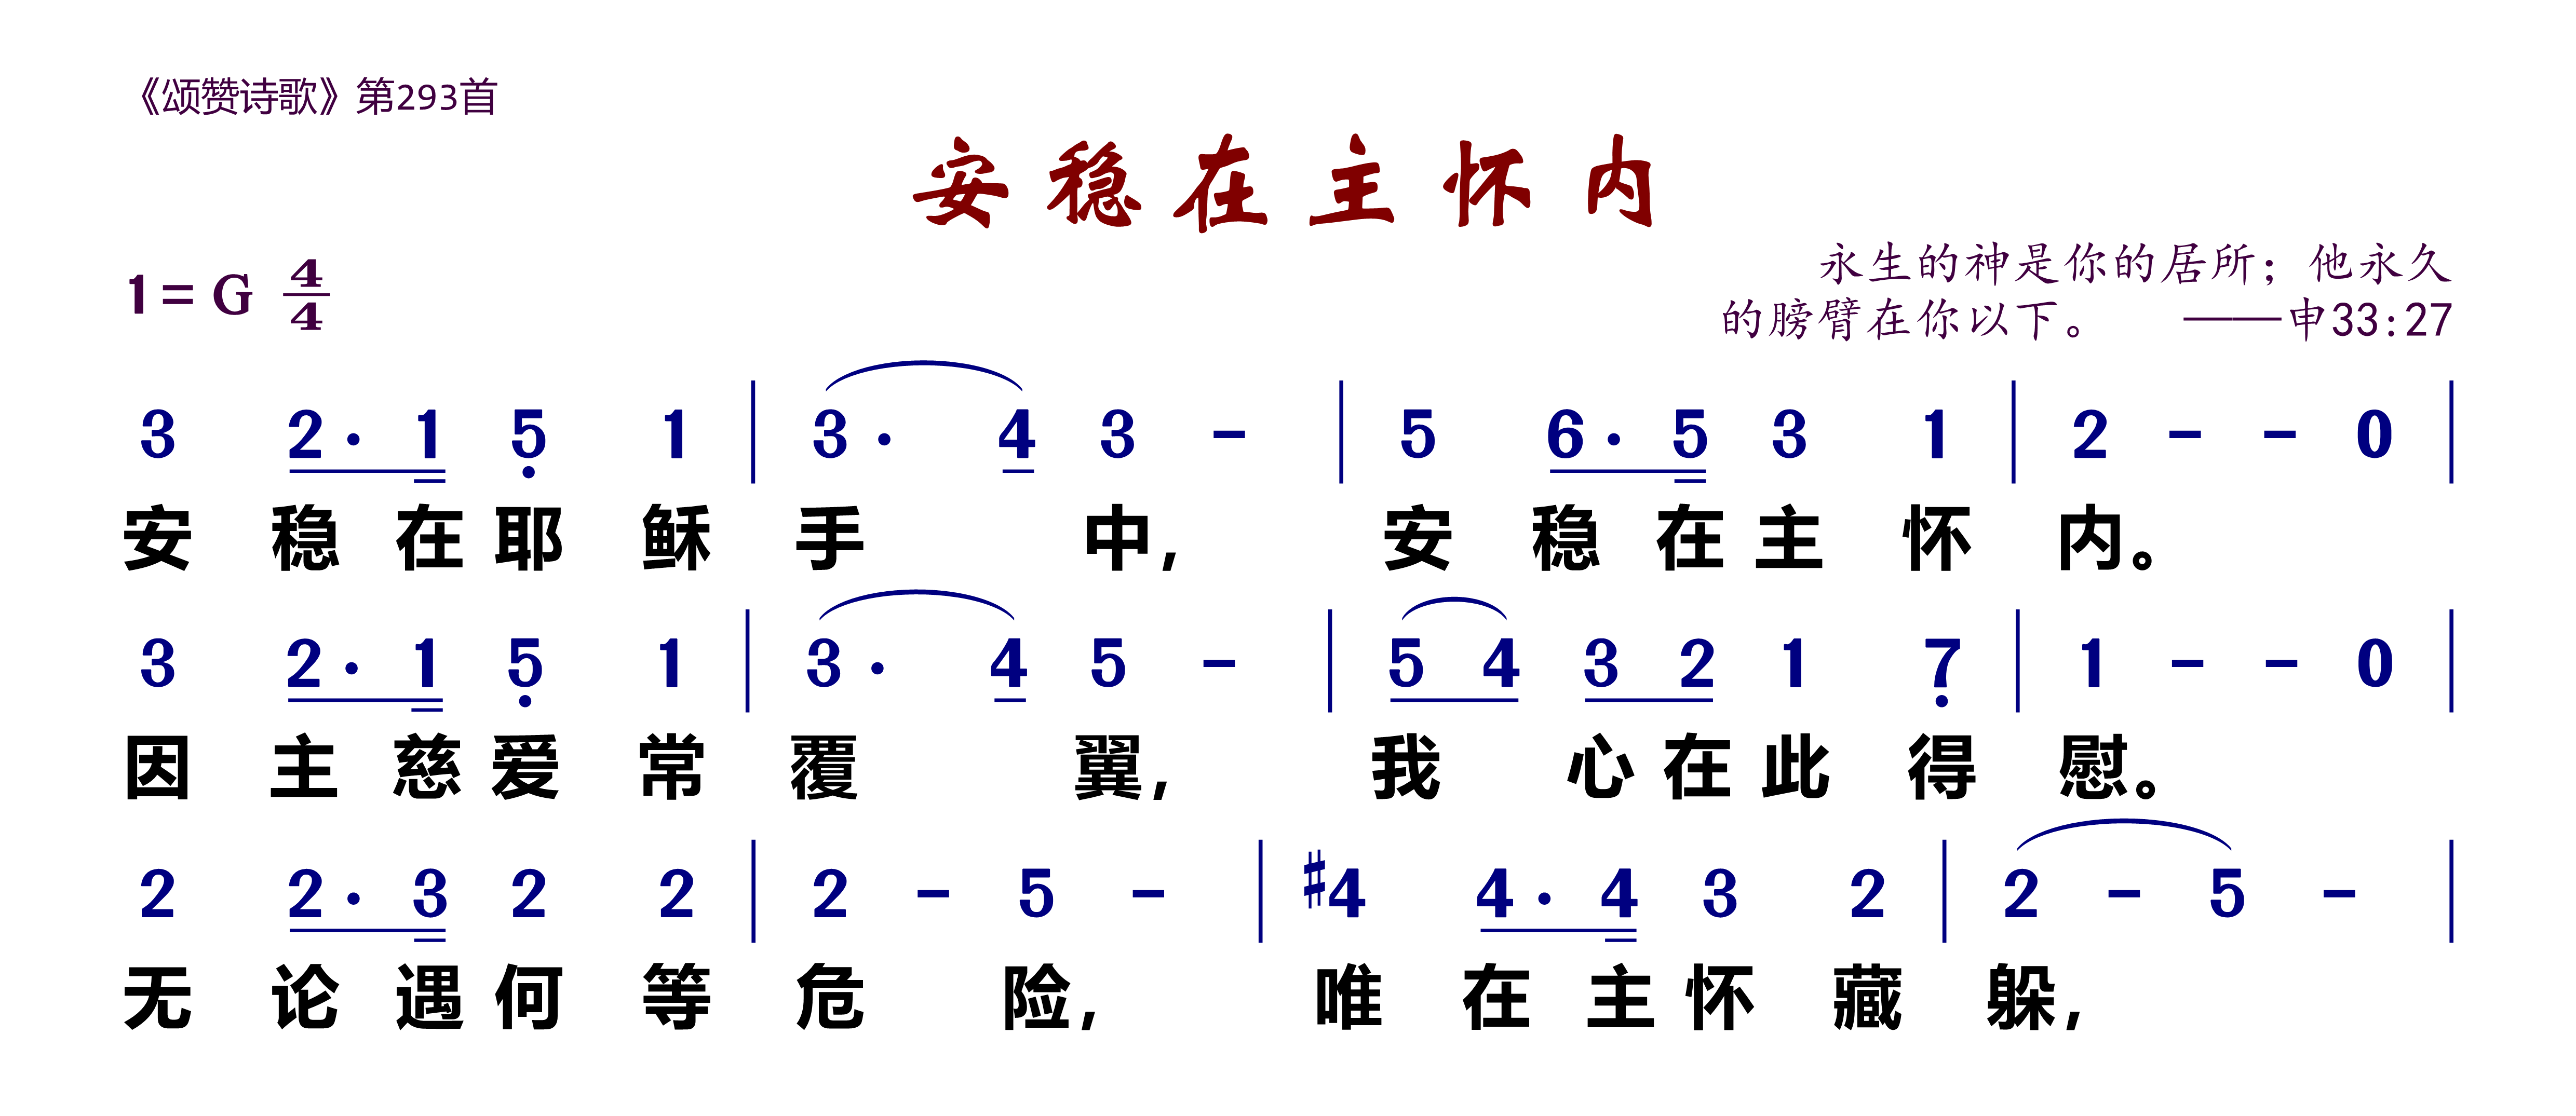 《颂赞诗歌》第293首
安稳在主怀内
永生的神是你的居所；他永久
1= G 4/4
的膀臂在你以下。 ——申33:27
3 2· 1 5 1 | 3· 4 3 - | 5 6· 5 3 1 | 2 - - 0 |
安稳在耶稣手中，安稳在主怀内。
3 2· 1 5 1 | 3· 4 5 - | 5 4 3 2 1 7 | 1 - - 0 |
因主慈爱常覆翼，我心在此得慰。
2 2· 3 2 2 | 2 - 5 - | #4 4· 4 3 2 | 2 - 5 - |
无论遇何等危险，唯在主怀藏躲，